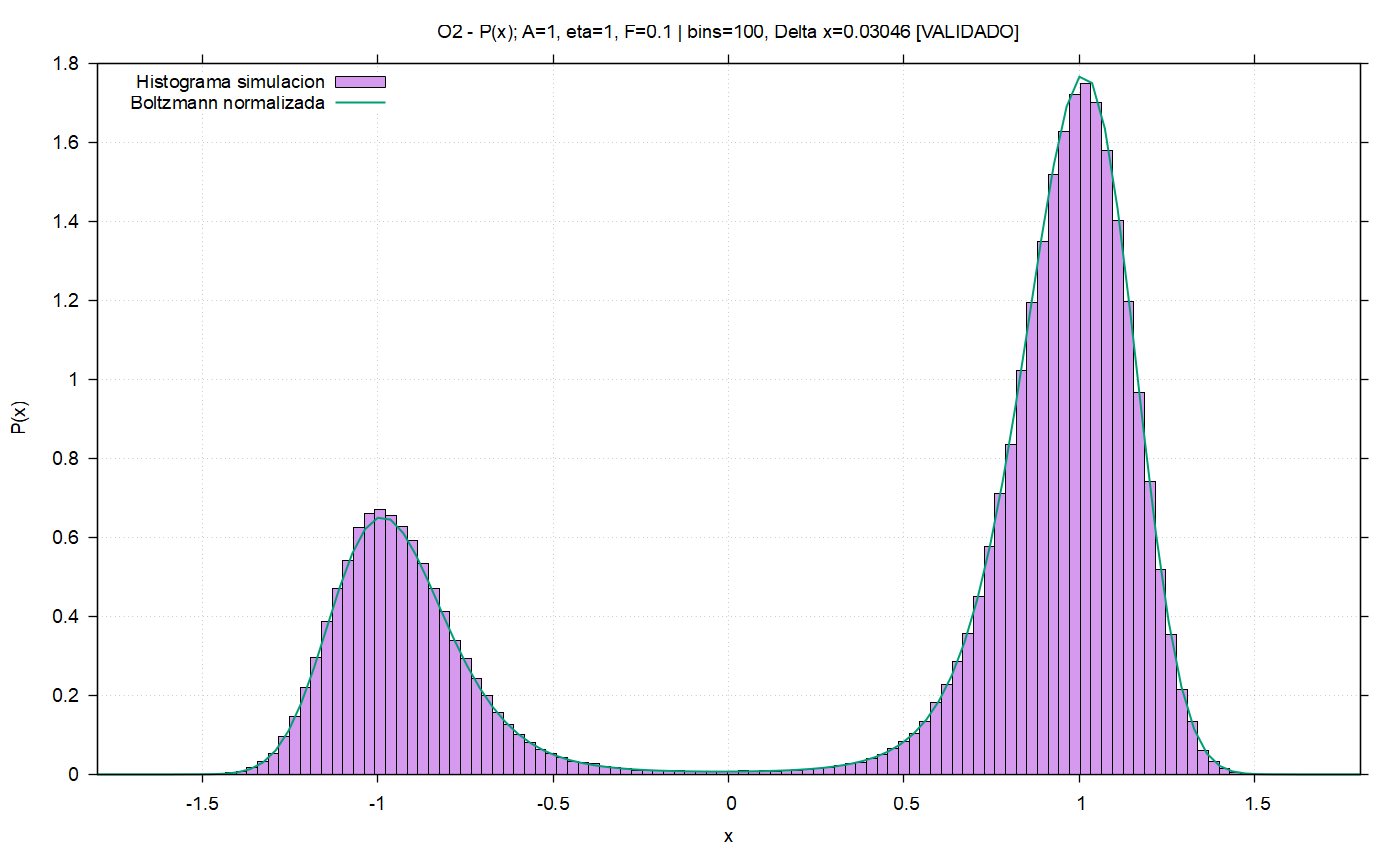 O2 - P(x); A=1, eta=1, F=0.1 | bins=100, Delta x=0.03046 [VALIDADO]
Histograma simulacion
Boltzmann normalizada
1.8
1.6
1.4
1.2
1
0.8
0.6
0.4
0.2
0
P(x)
-1.5 -1 -0.5 0 0.5 1 1.5
x